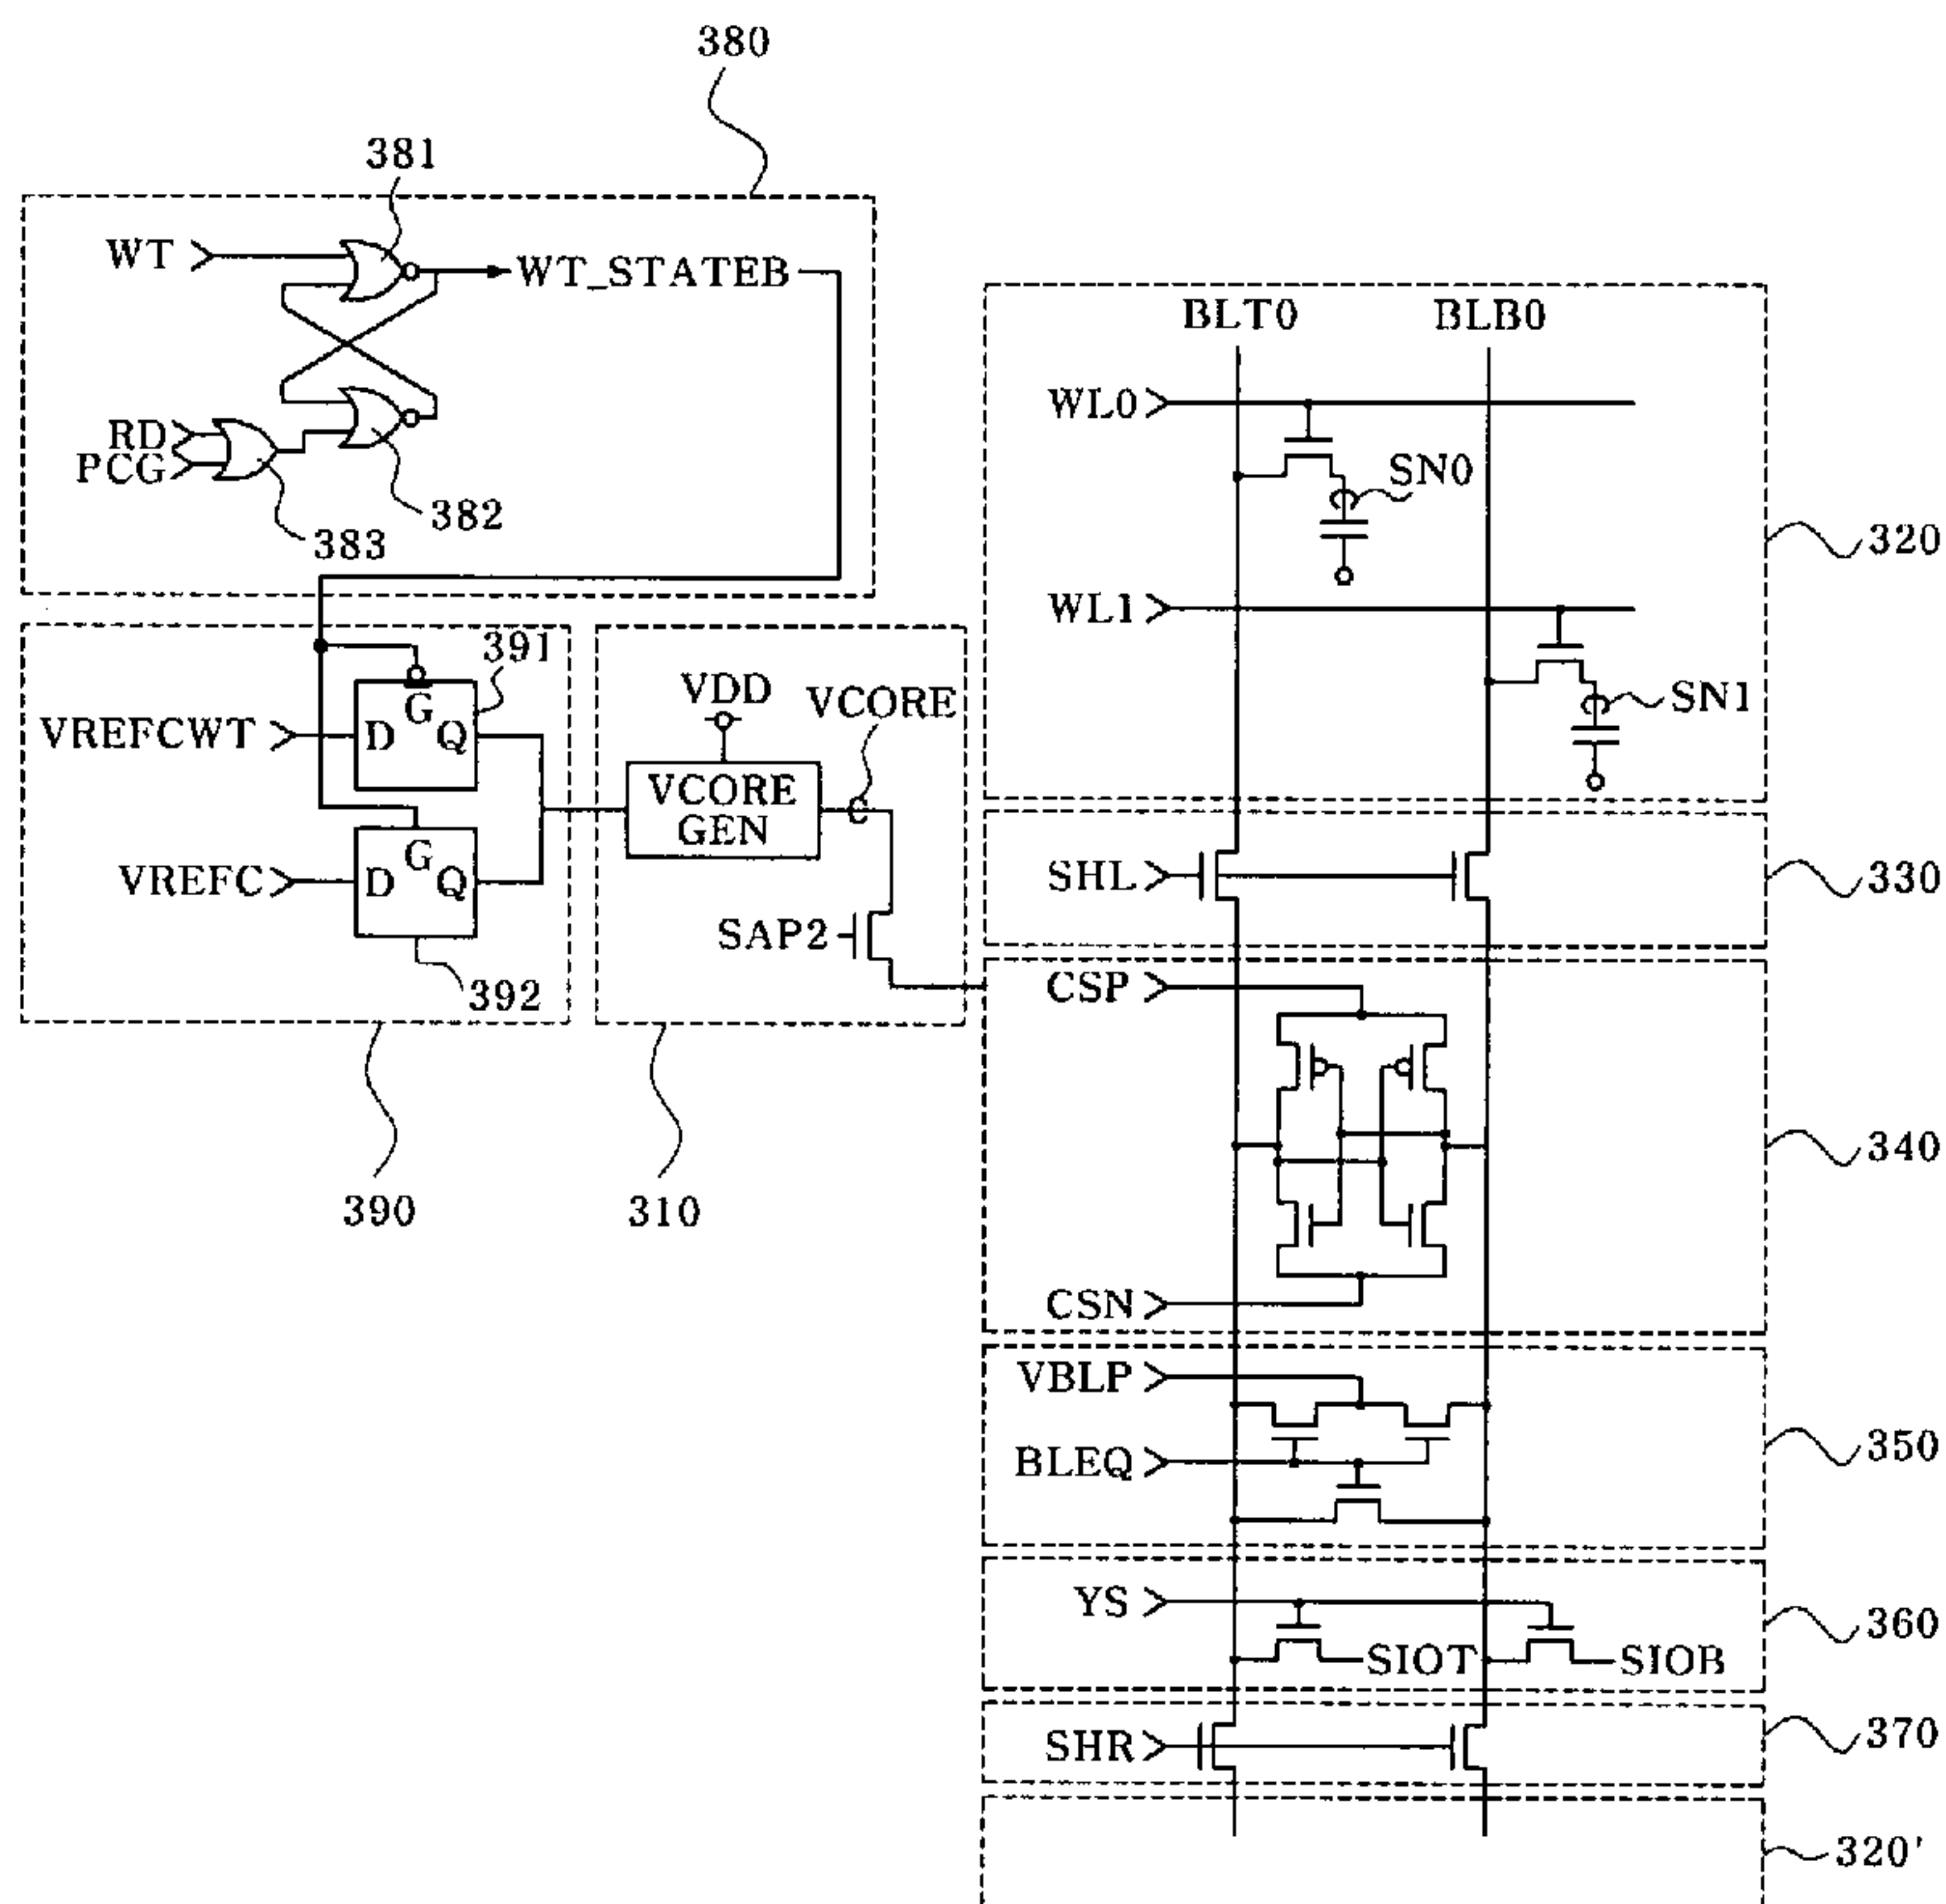 380
381
WT
WT_STATEB
RD
PCG
382
383
BLT0 BLB0
WL0
SN0
320
WL1
SN1
391
VREFCWT
D G Q
VREFC
D G Q
392
390
VDD
VCORE
VCORE
GEN
SAP2
310
SHL
330
CSP
340
CSN
VBLP
350
BLEQ
YS
360
SIOT SIOB
SHR
370
320'